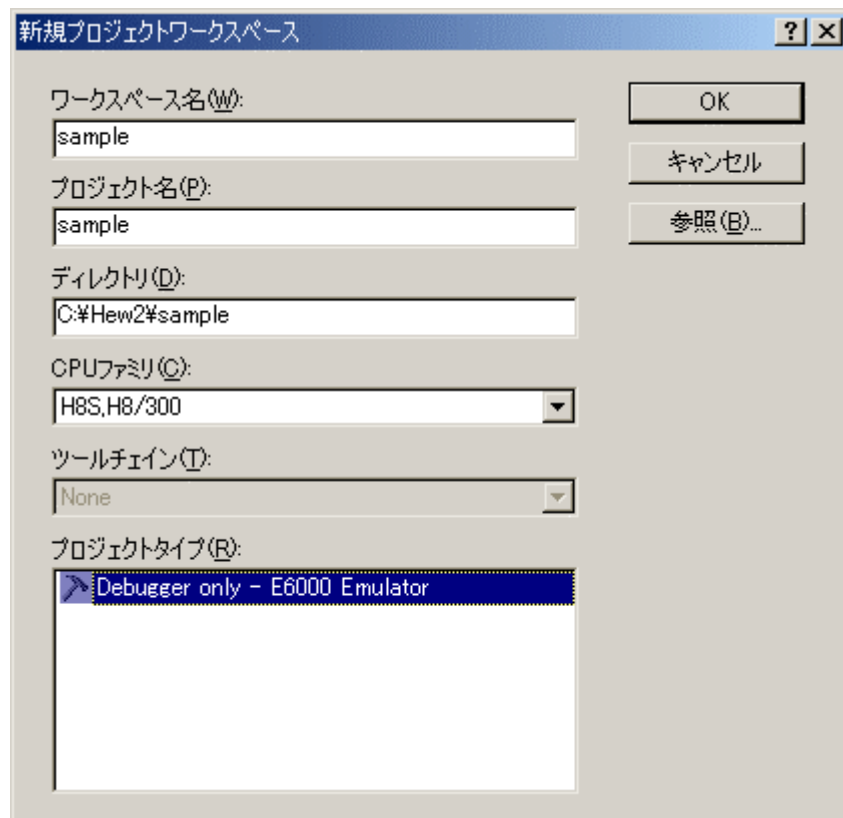 新規プロジェクトワークスペース
ワークスペース名(W):
sample
プロジェクト名(P):
sample
ディレクトリ(D):
C:¥Hew2¥sample
CPUファミリ(C):
H8S,H8/300
ツールチェイン(T):
None
プロジェクトタイプ(R):
Debugger only - E6000 Emulator
OK
キャンセル
参照(B)...